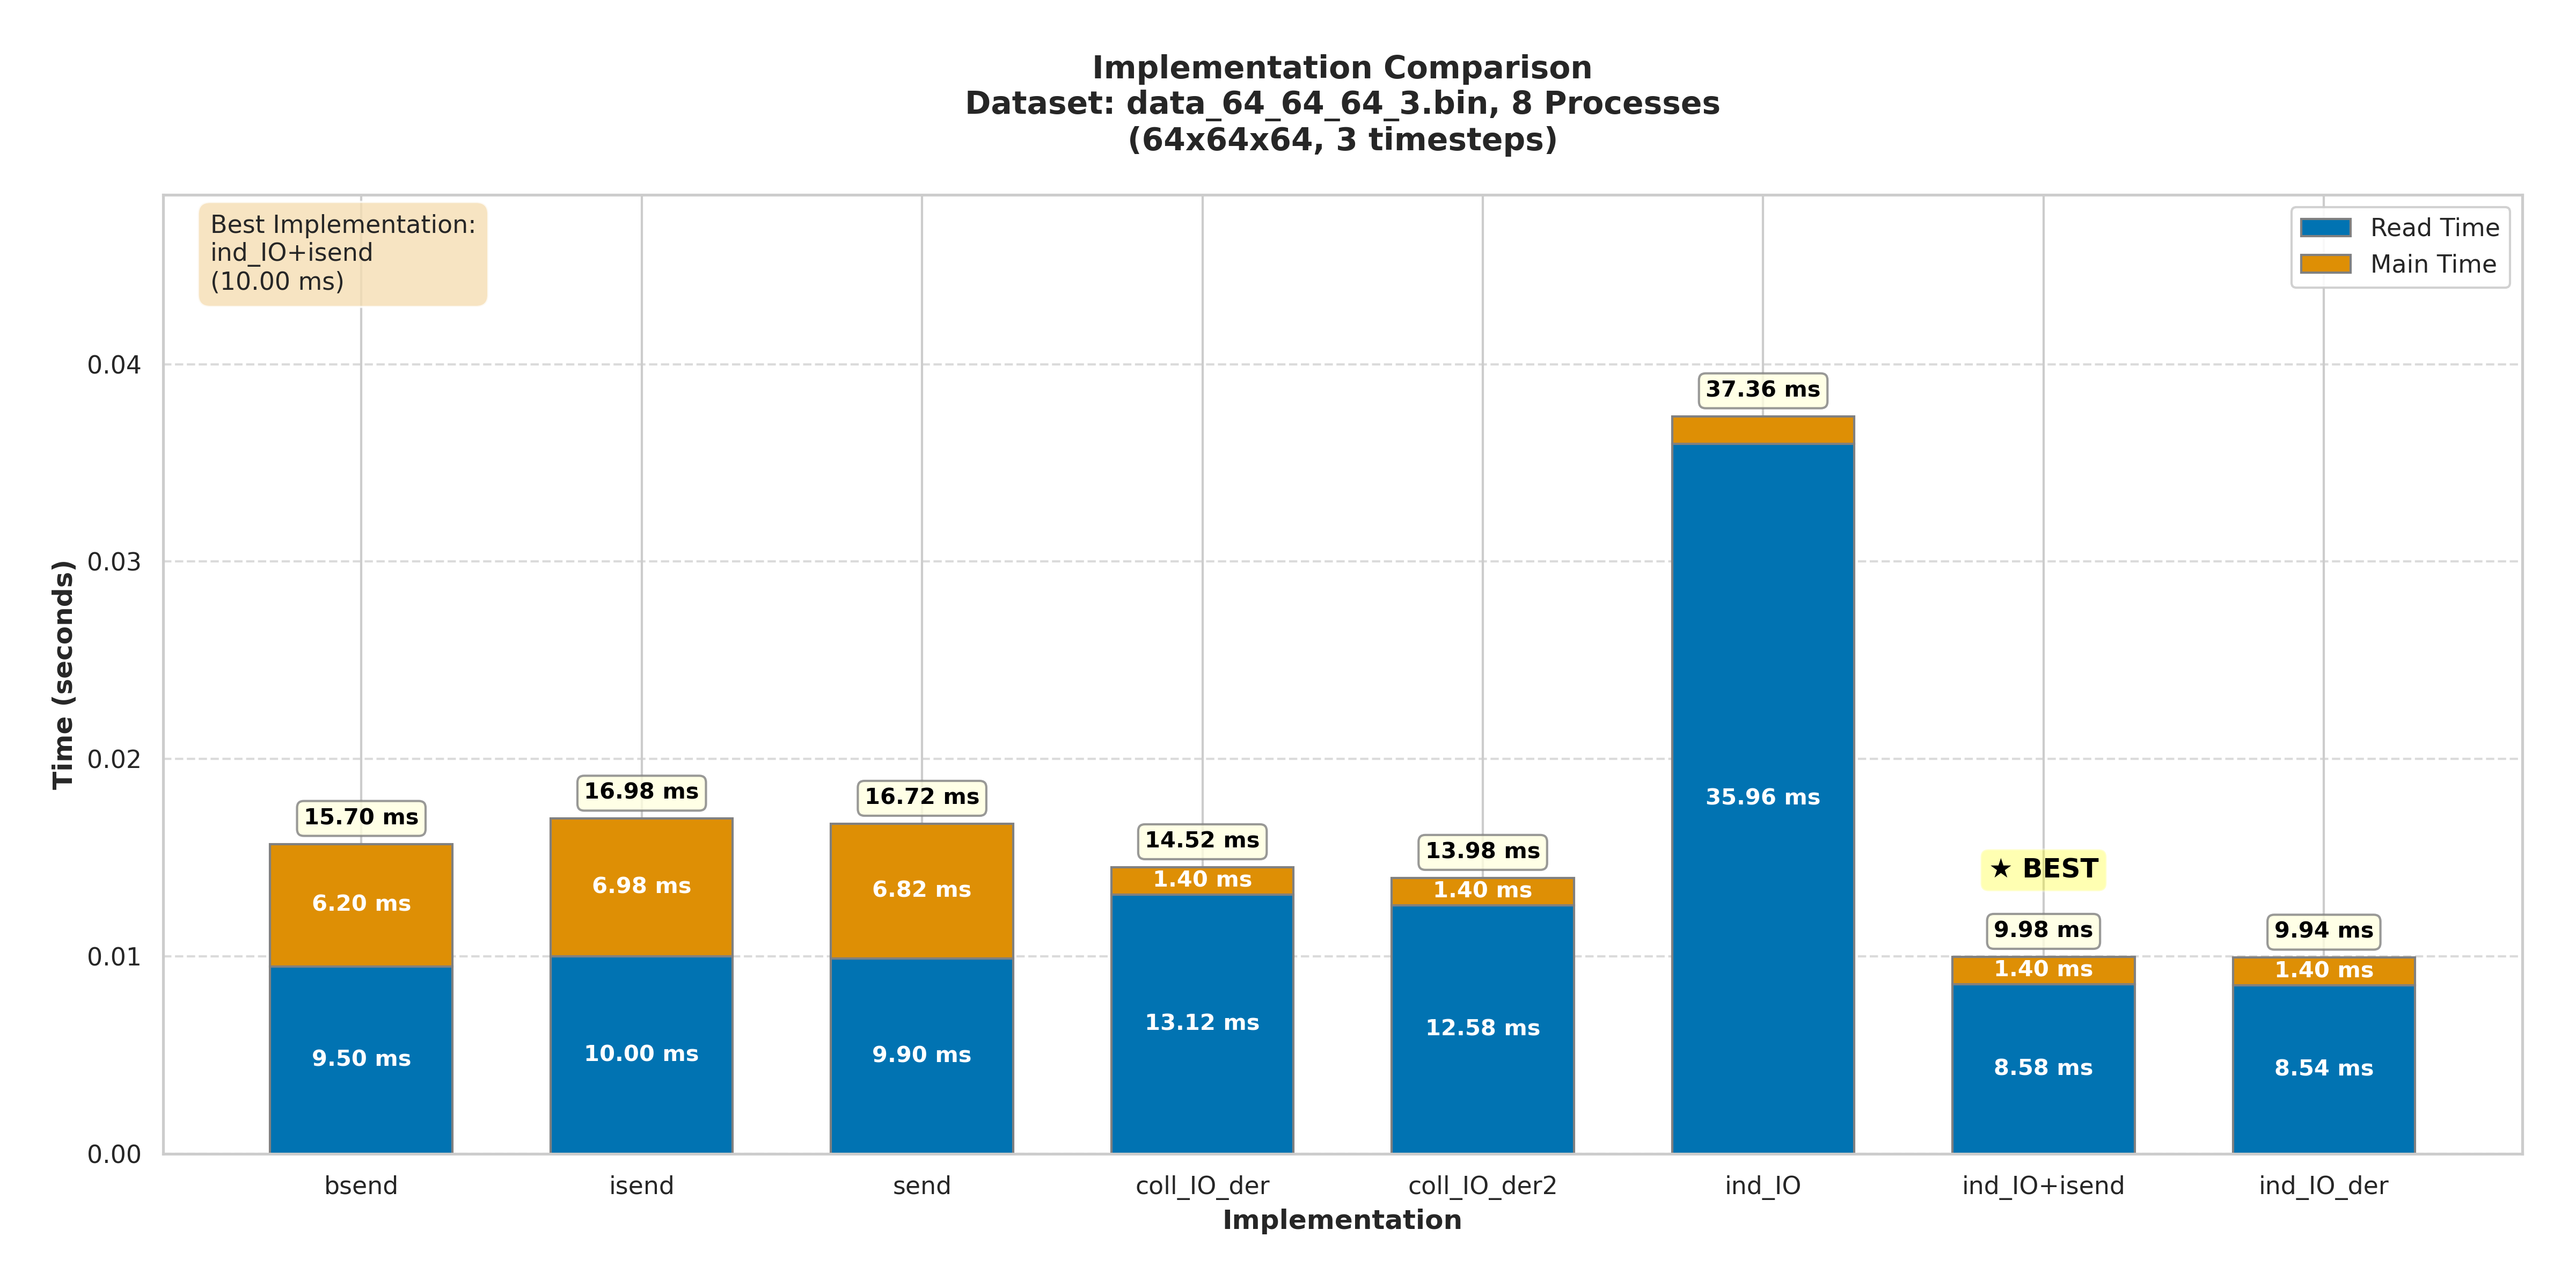 Implementation Comparison
Dataset: data_64_64_64_3.bin, 8 Processes
(64x64x64, 3 timesteps)
Best Implementation:
ind_IO+isend
(10.00 ms)
Read Time
Main Time
Time (seconds)
0.04
0.03
0.02
0.01
0.00
15.70 ms
6.20 ms
9.50 ms
16.98 ms
6.98 ms
10.00 ms
16.72 ms
6.82 ms
9.90 ms
14.52 ms
1.40 ms
13.12 ms
13.98 ms
1.40 ms
12.58 ms
37.36 ms
35.96 ms
★ BEST
9.98 ms
1.40 ms
8.58 ms
9.94 ms
1.40 ms
8.54 ms
bsend
isend
send
coll_IO_der
coll_IO_der2
ind_IO
ind_IO+isend
ind_IO_der
Implementation